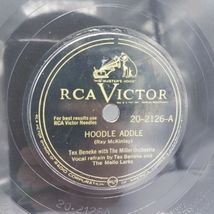 "HIS MASTER'S VOICE"
RCA VICTOR
For best results use
RCA Victor Needles
20-2126-A
HOODLE ADDLE
(Ray McKinley)
Tex Beneke with The Miller Orchestra
Vocal refrain by Tex Beneke and
The Mello Larks